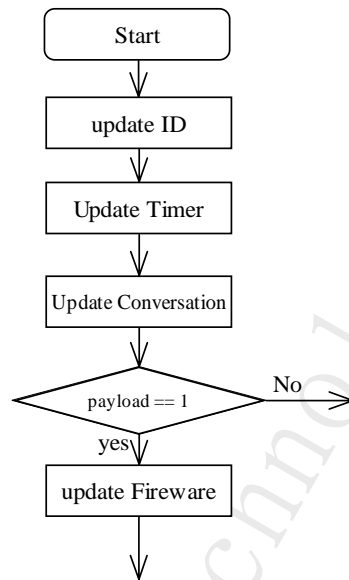 Start
update ID
Update Timer
Update Conversation
payload == 1
No
yes
update Fireware